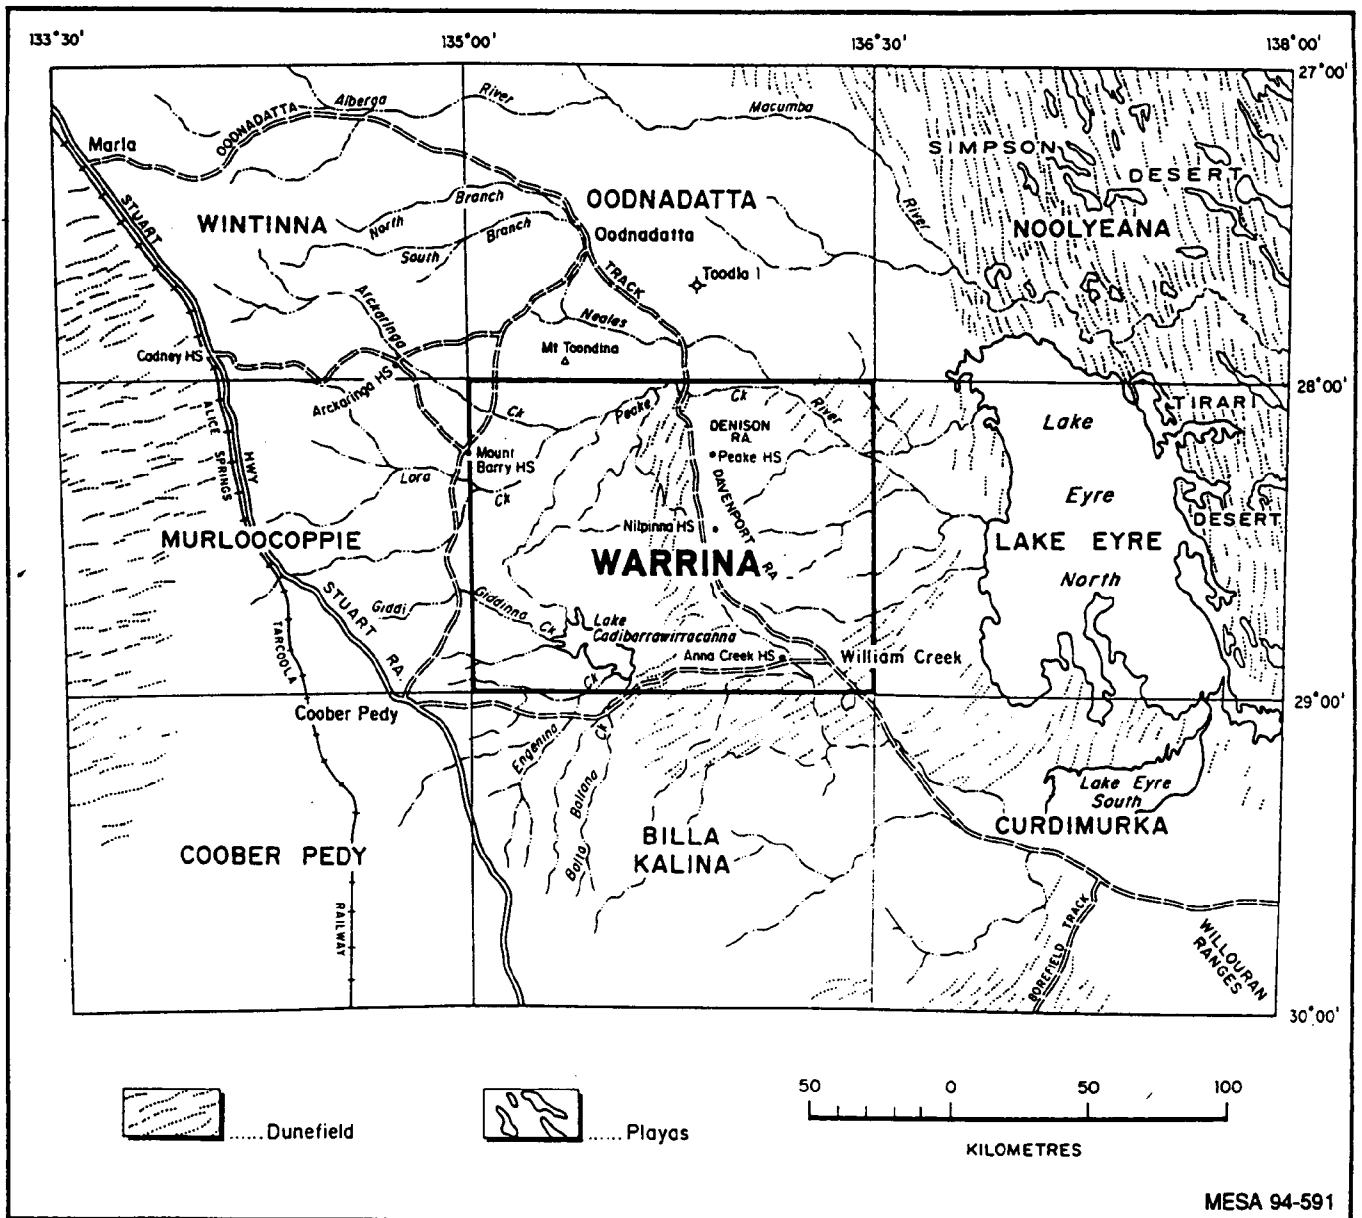 133°30'
135°00'
136°30'
138°00'
27°00'
OODNADATTA
Alberga
River
Macumba
River
Marla
SIMPSON
DESERT
STUART
WINTINNA
North
Branch
South
Branch
OODNADATTA
Oodnadatta
NOOLYEANA
TRACK
Toodla 1
Arckaringa
Neales
Mt Toondina
Cadney HS
Arckaringa HS
28°00'
Ck
Peake
Ck
River
DENISON
RA.
Peake HS
Lake
Eyre
North
TIRARI
DESERT
ALICE
SPRINGS
HWY
Mount
Barry HS
Lora
Ck
DAVENPORT
RA
Nilpinna HS
MURLOOCOPPIE
WARRINA
LAKE EYRE
STUART
RA
Giddi
Giddinna
Ck
Lake
Cadibarrawirracanna
Anna Creek HS
William Creek
TARCOOLA
Ck
29°00'
Coober Pedy
Engenina
Ck
Balta
Baltana
Lake Eyre
South
COOBER PEDY
BILLA
KALINA
CURDIMURKA
RAILWAY
BOREFIELD
TRACK
WILLOURAN
RANGES
30°00'
......Dunefield
......Playas
50 0 50 100
KILOMETRES
MESA 94-591